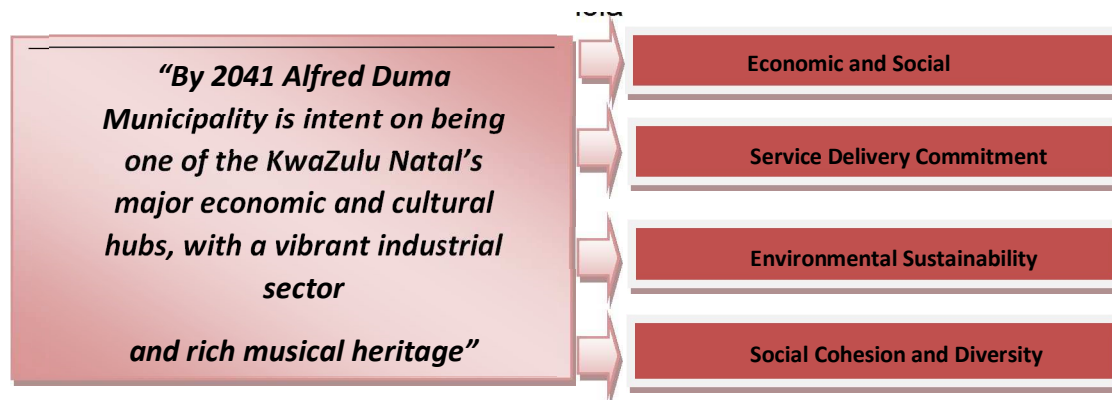 “By 2041 Alfred Duma
Municipality is intent on being
one of the KwaZulu Natal’s
major economic and cultural
hubs, with a vibrant industrial
sector
and rich musical heritage”
Economic and Social
Service Delivery Commitment
Environmental Sustainability
Social Cohesion and Diversity